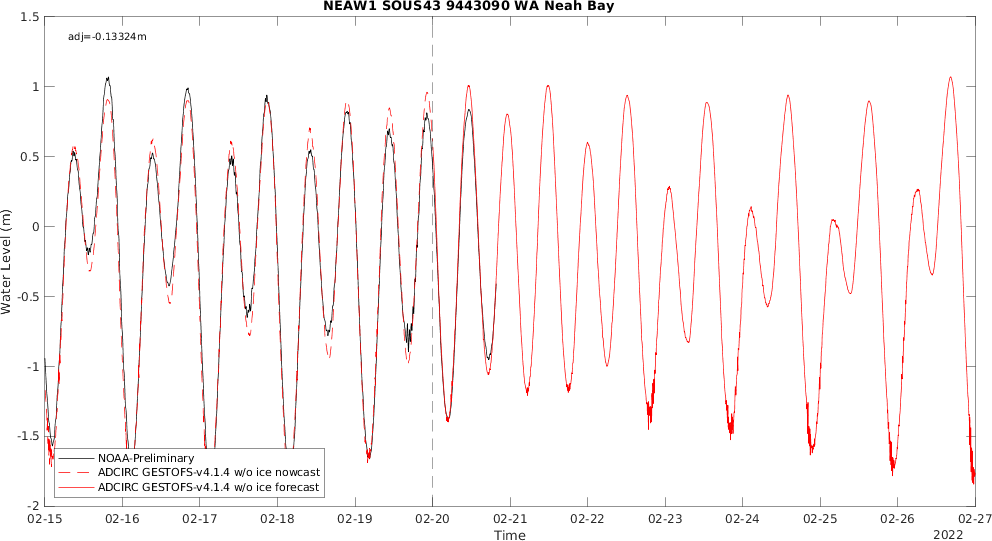 NEAW1 SOUS43 9443090 WA Neah Bay
1.5
adj=-0.13324m
1
0.5
0
-0.5
-1
-1.5
-2
Water Level (m)
NOAA-Preliminary
ADCIRC GESTOFS-v4.1.4 w/o ice nowcast
ADCIRC GESTOFS-v4.1.4 w/o ice forecast
02-15 02-16 02-17 02-18 02-19 02-20 02-21 02-22 02-23 02-24 02-25 02-26 02-27
Time
2022